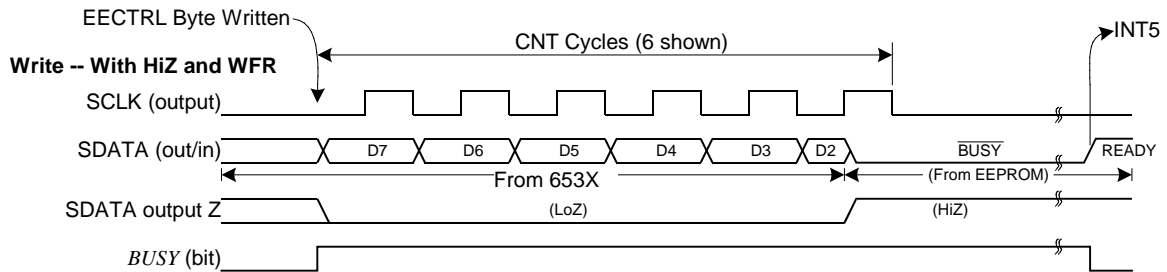 EECTRL Byte Written
INT5
CNT Cycles (6 shown)
Write -- With HiZ and WFR
SCLK (output)
SDATA (out/in)
D7
D6
D5
D4
D3
D2
BUSY
READY
From 653X
(From EEPROM)
SDATA output Z
(LoZ)
(HiZ)
BUSY (bit)